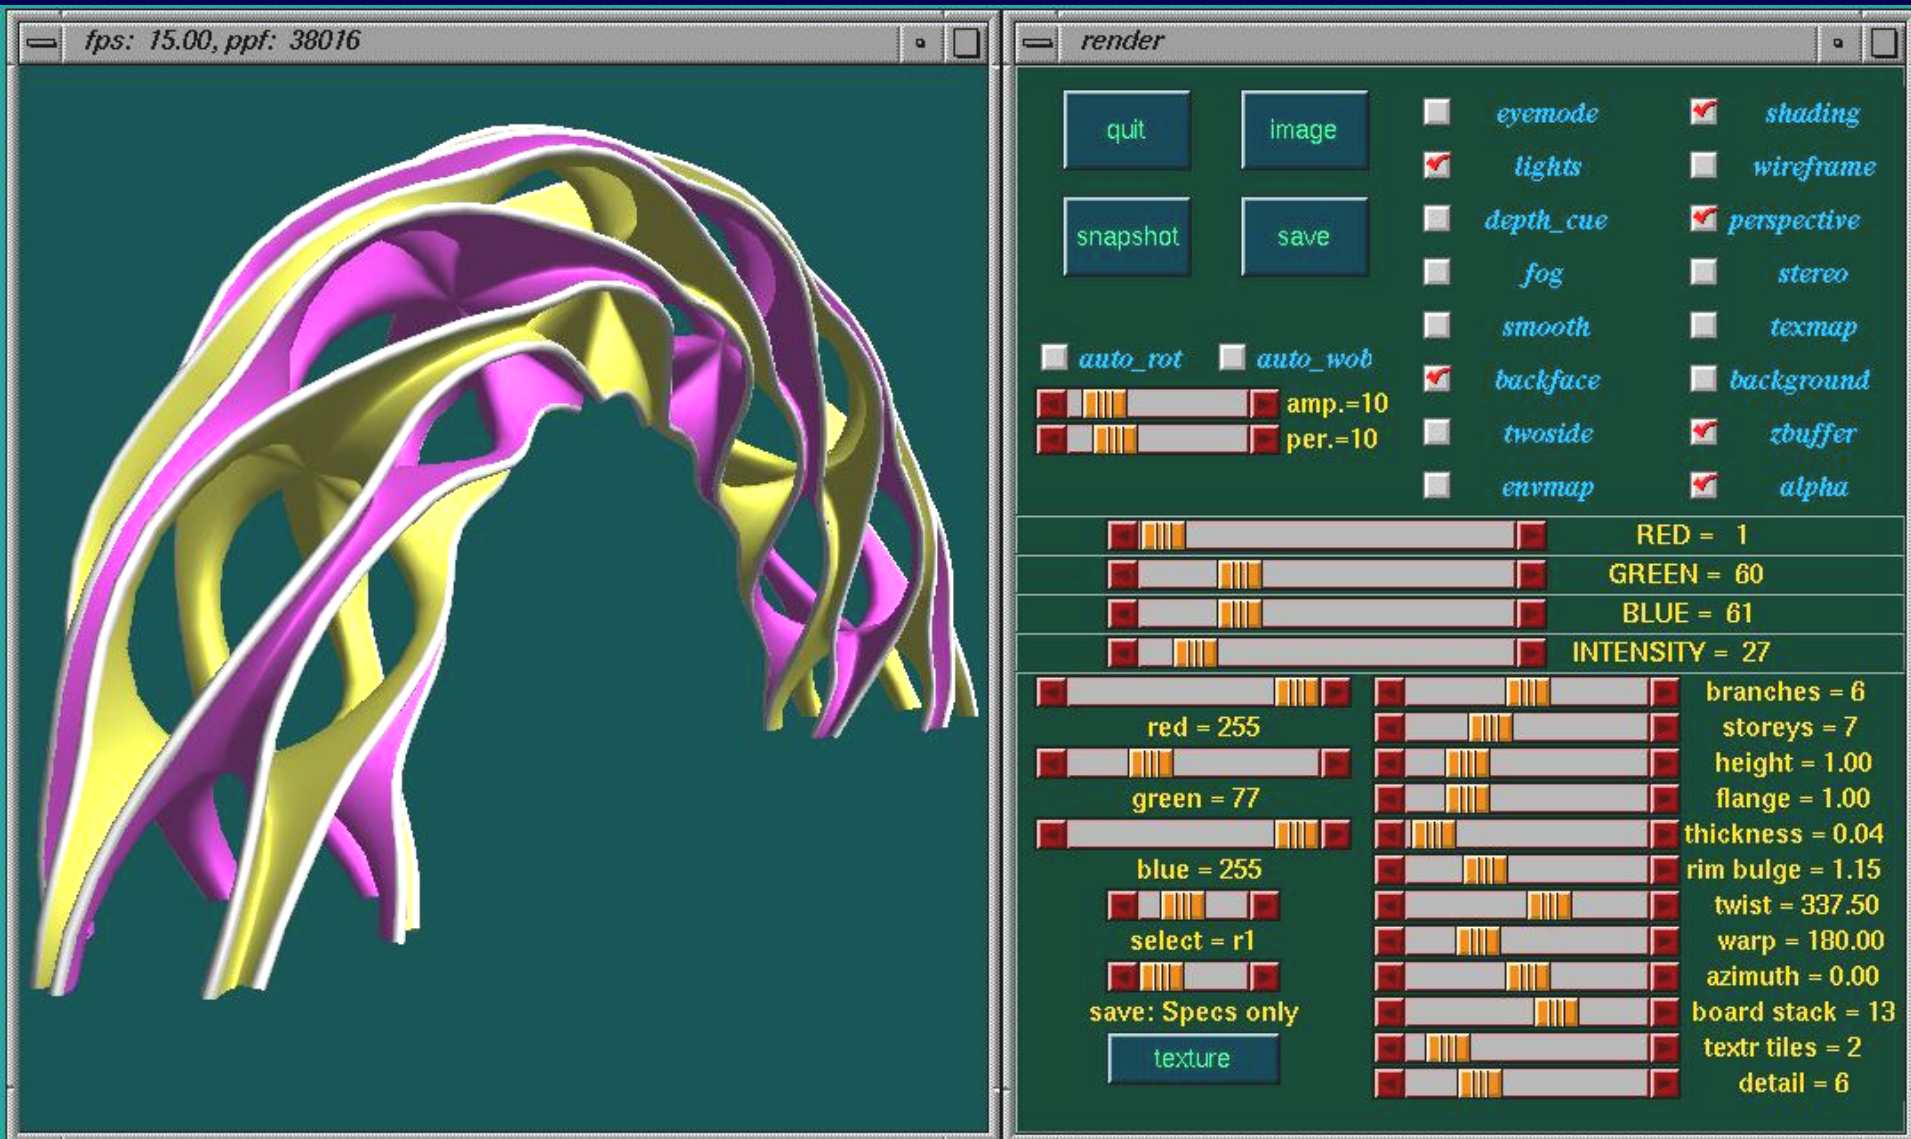 fps: 15.00, ppf: 38016
render
quit
image
eyemode
shading
lights
wireframe
snapshot
save
depth_cue
perspective
fog
stereo
smooth
texmap
auto_rot
auto_wob
backface
background
amp.=10
per.=10
twoside
zbuffer
envmap
alpha
RED = 1
GREEN = 60
BLUE = 61
INTENSITY = 27
red = 255
green = 77
blue = 255
select = r1
save: Specs only
texture
branches = 6
storeys = 7
height = 1.00
flange = 1.00
thickness = 0.04
rim bulge = 1.15
twist = 337.50
warp = 180.00
azimuth = 0.00
board stack = 13
textr tiles = 2
detail = 6